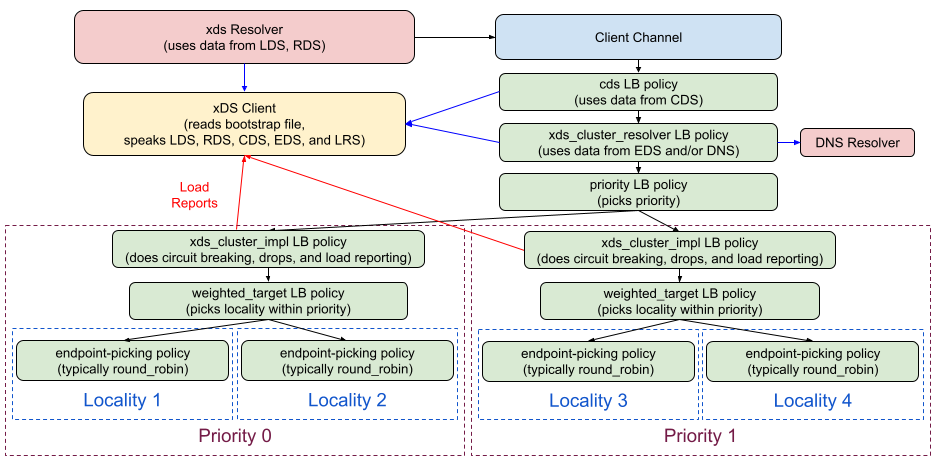 xds Resolver
(uses data from LDS, RDS)
Client Channel
cds LB policy
(uses data from CDS)
xDS Client
(reads bootstrap file,
speaks LDS, RDS, CDS, EDS, and LRS)
xds_cluster_resolver LB policy
(uses data from EDS and/or DNS)
DNS Resolver
priority LB policy
(picks priority)
Load
Reports
xds_cluster_impl LB policy
(does circuit breaking, drops, and load reporting)
xds_cluster_impl LB policy
(does circuit breaking, drops, and load reporting)
weighted_target LB policy
(picks locality within priority)
weighted_target LB policy
(picks locality within priority)
endpoint-picking policy
(typically round_robin)
endpoint-picking policy
(typically round_robin)
endpoint-picking policy
(typically round_robin)
endpoint-picking policy
(typically round_robin)
Locality 1
Locality 2
Locality 3
Locality 4
Priority 0
Priority 1